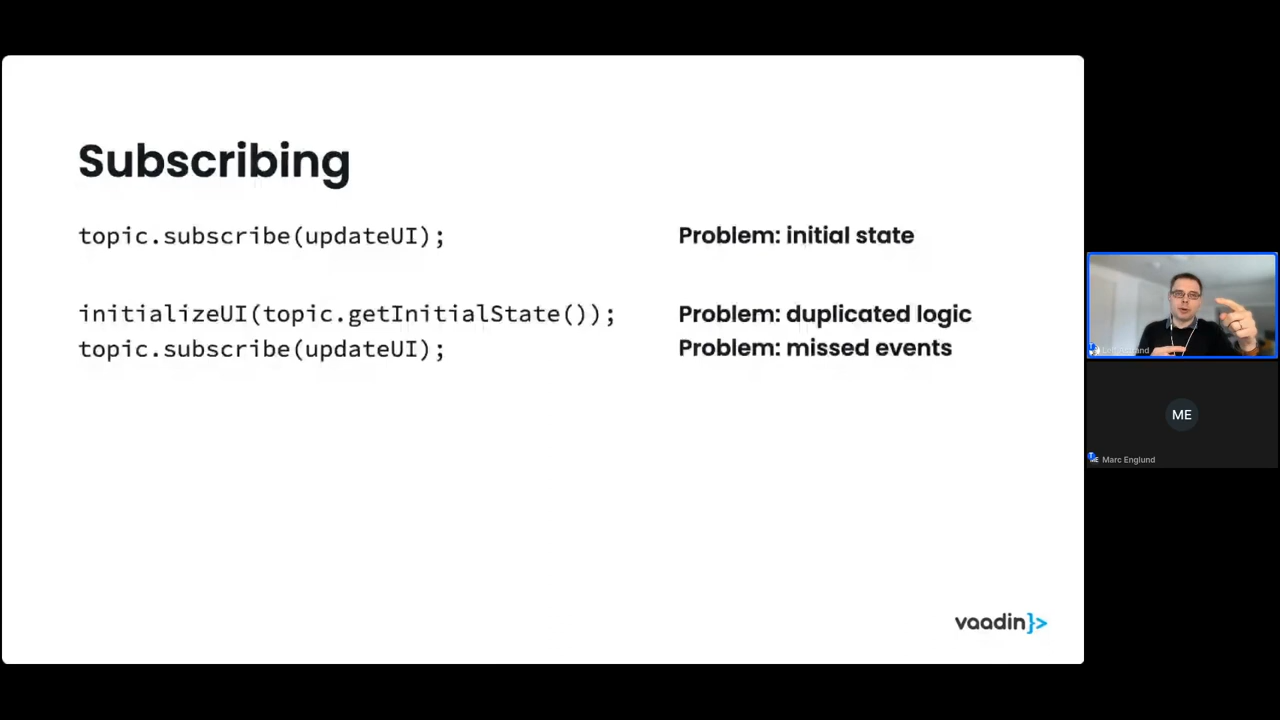 Subscribing
topic.subscribe(updateUI);
Problem: initial state
initializeUI(topic.getInitialState());
Problem: duplicated logic
topic.subscribe(updateUI);
Problem: missed events
vaadin}>
ME
Marc Englund